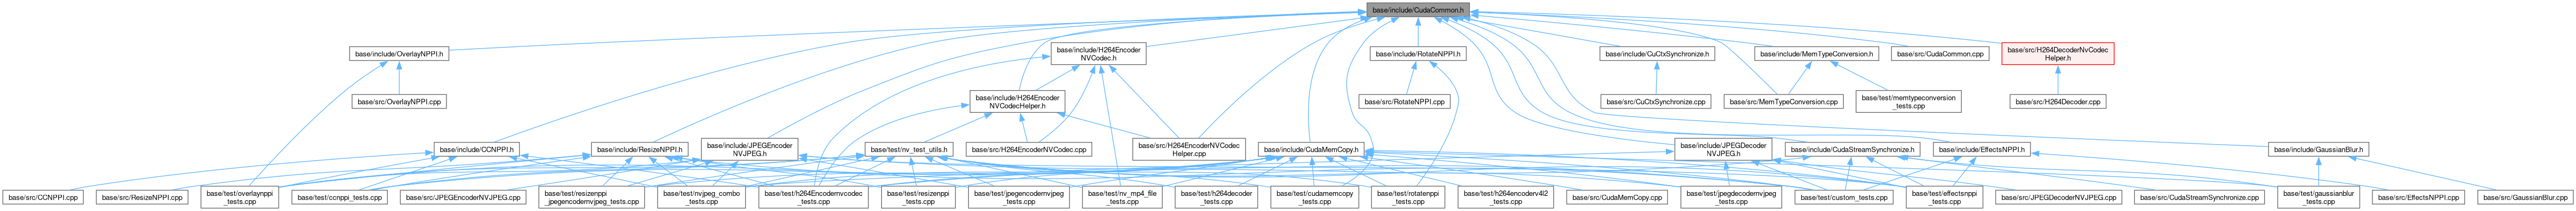 base/include/CudaCommon.h
base/include/OverlayNPPI.h
base/include/H264Encoder
NVCodec.h
base/include/RotateNPPI.h
base/include/CuCtxSynchronize.h
base/include/MemTypeConversion.h
base/src/CudaCommon.cpp
base/src/H264DecoderNvCodec
Helper.h
base/src/OverlayNPPI.cpp
base/include/H264Encoder
NVCodecHelper.h
base/src/RotateNPPI.cpp
base/src/CuCtxSynchronize.cpp
base/src/MemTypeConversion.cpp
base/test/memtypeconversion
_tests.cpp
base/src/H264Decoder.cpp
base/include/CCNPPI.h
base/include/ResizeNPPI.h
base/include/JPEGEncoder
NVJPEG.h
base/test/nv_test_utils.h
base/src/H264EncoderNVCodec.cpp
base/src/H264EncoderNVCodec
Helper.cpp
base/include/CudaMemCopy.h
base/include/JPEGDecoder
NVJPEG.h
base/include/CudaStreamSynchronize.h
base/include/EffectsNPPI.h
base/include/GaussianBlur.h
base/src/CCNPPI.cpp
base/src/ResizeNPPI.cpp
base/test/overlaynppi
_tests.cpp
base/test/ccnppi_tests.cpp
base/src/JPEGEncoderNVJPEG.cpp
base/test/resizenppi
_jpegencodernvjpeg_tests.cpp
base/test/nvjpeg_combo
_tests.cpp
base/test/h264Encodernvcodec
_tests.cpp
base/test/resizenppi
_tests.cpp
base/test/jpegencodernvjpeg
_tests.cpp
base/test/nv_mp4_file
_tests.cpp
base/test/h264decoder
_tests.cpp
base/test/cudamemcopy
_tests.cpp
base/test/rotatenppi
_tests.cpp
base/test/h264encoderv4l2
_tests.cpp
base/src/CudaMemCopy.cpp
base/test/jpegdecodernvjpeg
_tests.cpp
base/test/custom_tests.cpp
base/test/effectsnppi
_tests.cpp
base/src/JPEGDecoderNVJPEG.cpp
base/src/CudaStreamSynchronize.cpp
base/test/gaussianblur
_tests.cpp
base/src/EffectsNPPI.cpp
base/src/GaussianBlur.cpp